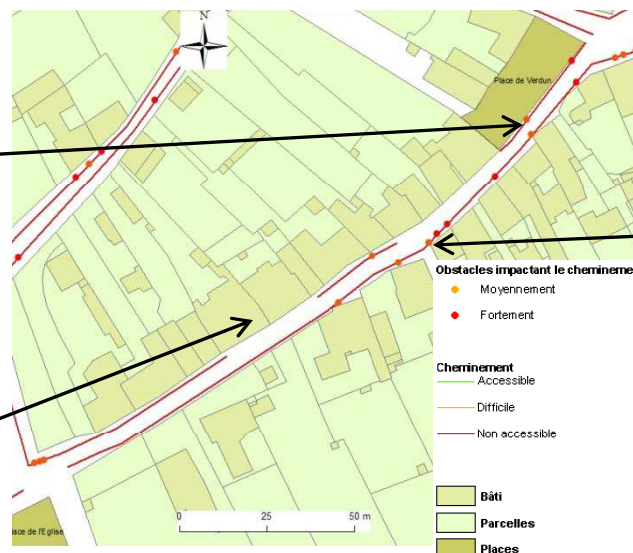 N
Place de Verdun
Obstacles impactant le chemineme
Moyennement
Fortement
Cheminement
Accessible
Difficile
Non accessible
Bâti
Parcelles
Places
lace de l'Eglise
0 25 50 m